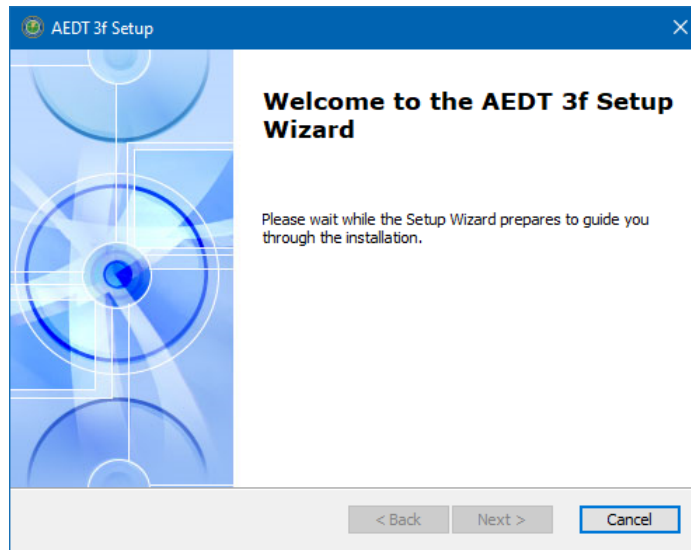 AEDT 3f Setup
Welcome to the AEDT 3f Setup
Wizard
Please wait while the Setup Wizard prepares to guide you
through the installation.
< Back
Next >
Cancel